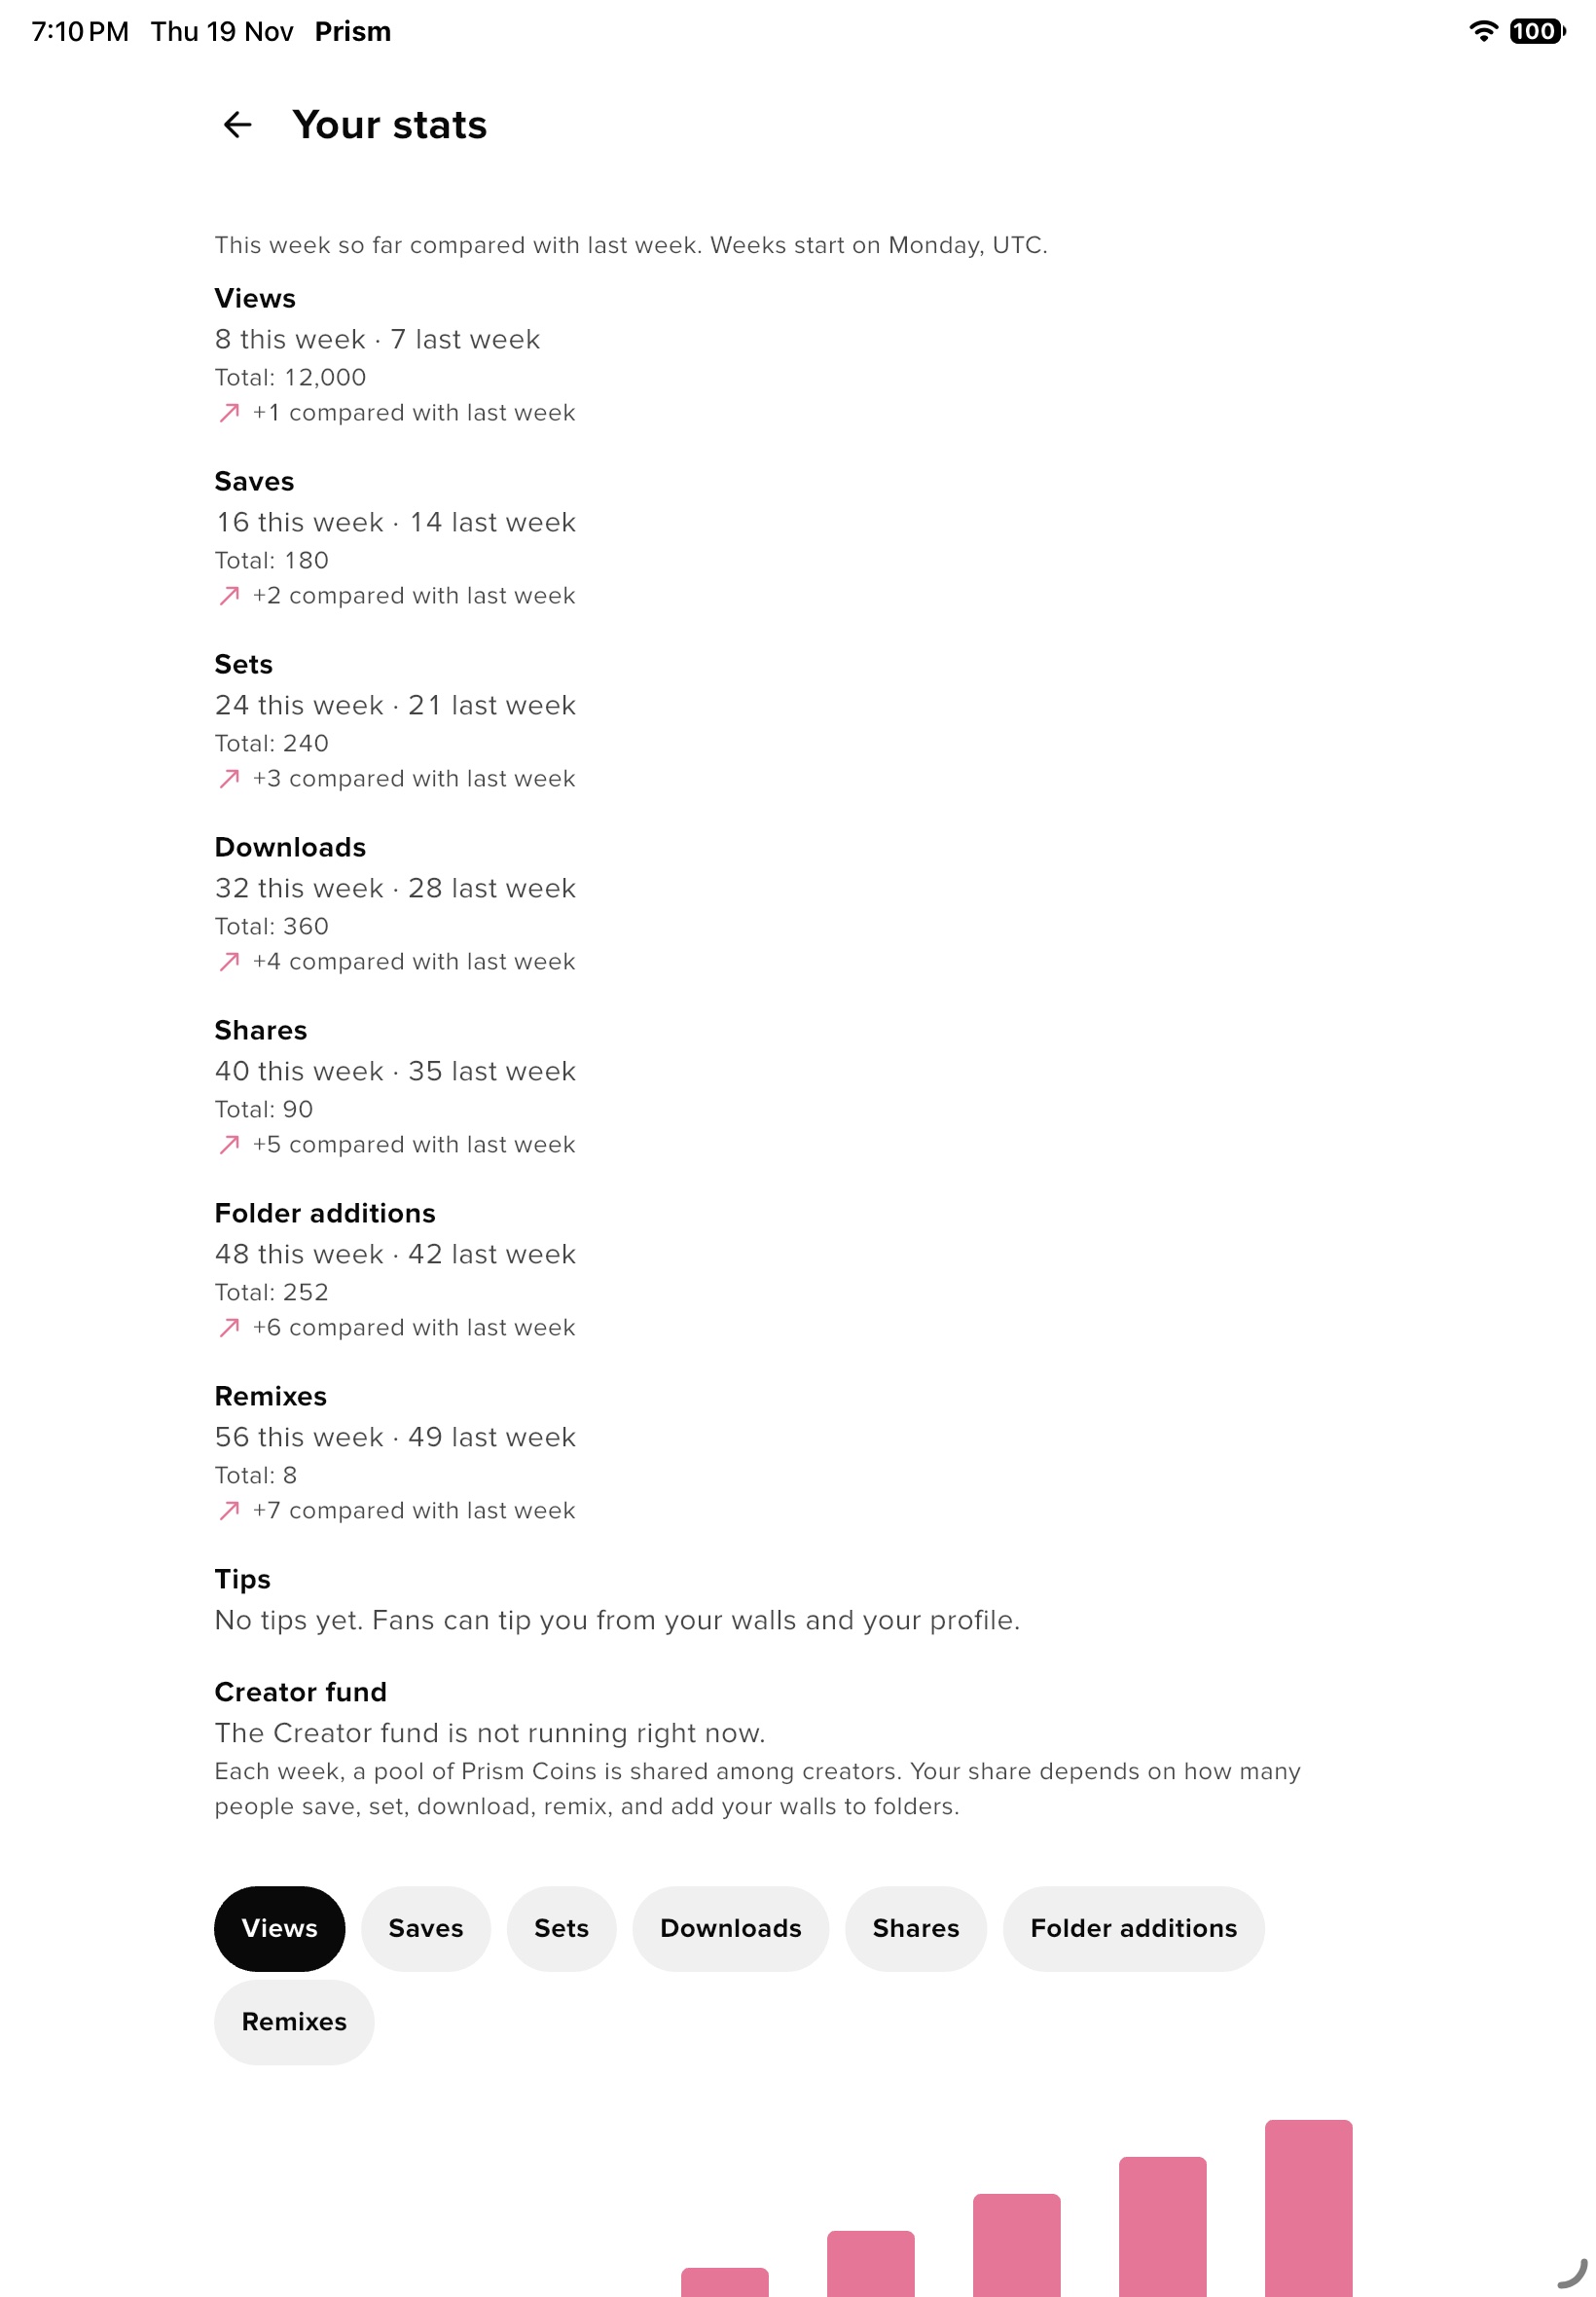 7:10 PM Thu 19 Nov Prism
100
Your stats
This week so far compared with last week. Weeks start on Monday, UTC.
Views
8 this week · 7 last week
Total: 12,000
+1 compared with last week
Saves
16 this week · 14 last week
Total: 180
+2 compared with last week
Sets
24 this week · 21 last week
Total: 240
+3 compared with last week
Downloads
32 this week · 28 last week
Total: 360
+4 compared with last week
Shares
40 this week · 35 last week
Total: 90
+5 compared with last week
Folder additions
48 this week · 42 last week
Total: 252
+6 compared with last week
Remixes
56 this week · 49 last week
Total: 8
+7 compared with last week
Tips
No tips yet. Fans can tip you from your walls and your profile.
Creator fund
The Creator fund is not running right now.
Each week, a pool of Prism Coins is shared among creators. Your share depends on how many
people save, set, download, remix, and add your walls to folders.
Views Saves Sets Downloads Shares Folder additions
Remixes